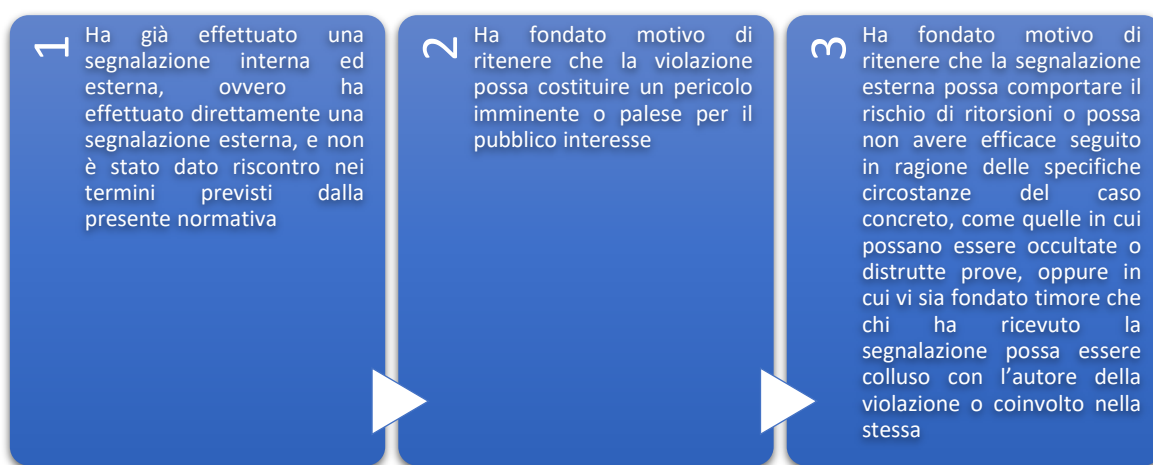 1
Ha già effettuato una
segnalazione interna ed
esterna, ovvero ha
effettuato direttamente una
segnalazione esterna, e non
è stato dato riscontro nei
termini previsti dalla
presente normativa
2
Ha fondato motivo di
ritenere che la violazione
possa costituire un pericolo
imminente o palese per il
pubblico interesse
3
Ha fondato motivo di
ritenere che la segnalazione
esterna possa comportare il
rischio di ritorsioni o possa
non avere efficace seguito
in ragione delle specifiche
circostanze del caso
concreto, come quelle in cui
possano essere occultate o
distrutte prove, oppure in
cui vi sia fondato timore che
chi ha ricevuto la
segnalazione possa essere
colluso con l’autore della
violazione o coinvolto nella
stessa